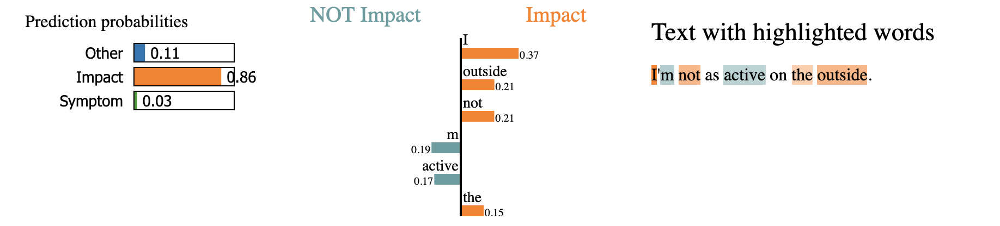 Prediction probabilities
Other 0.11
Impact 0.86
Symptom 0.03
NOT Impact Impact
I
0.37
outside
0.21
not
0.21
m
0.19
active
0.17
the
0.15
Text with highlighted words
I'm not as active on the outside.